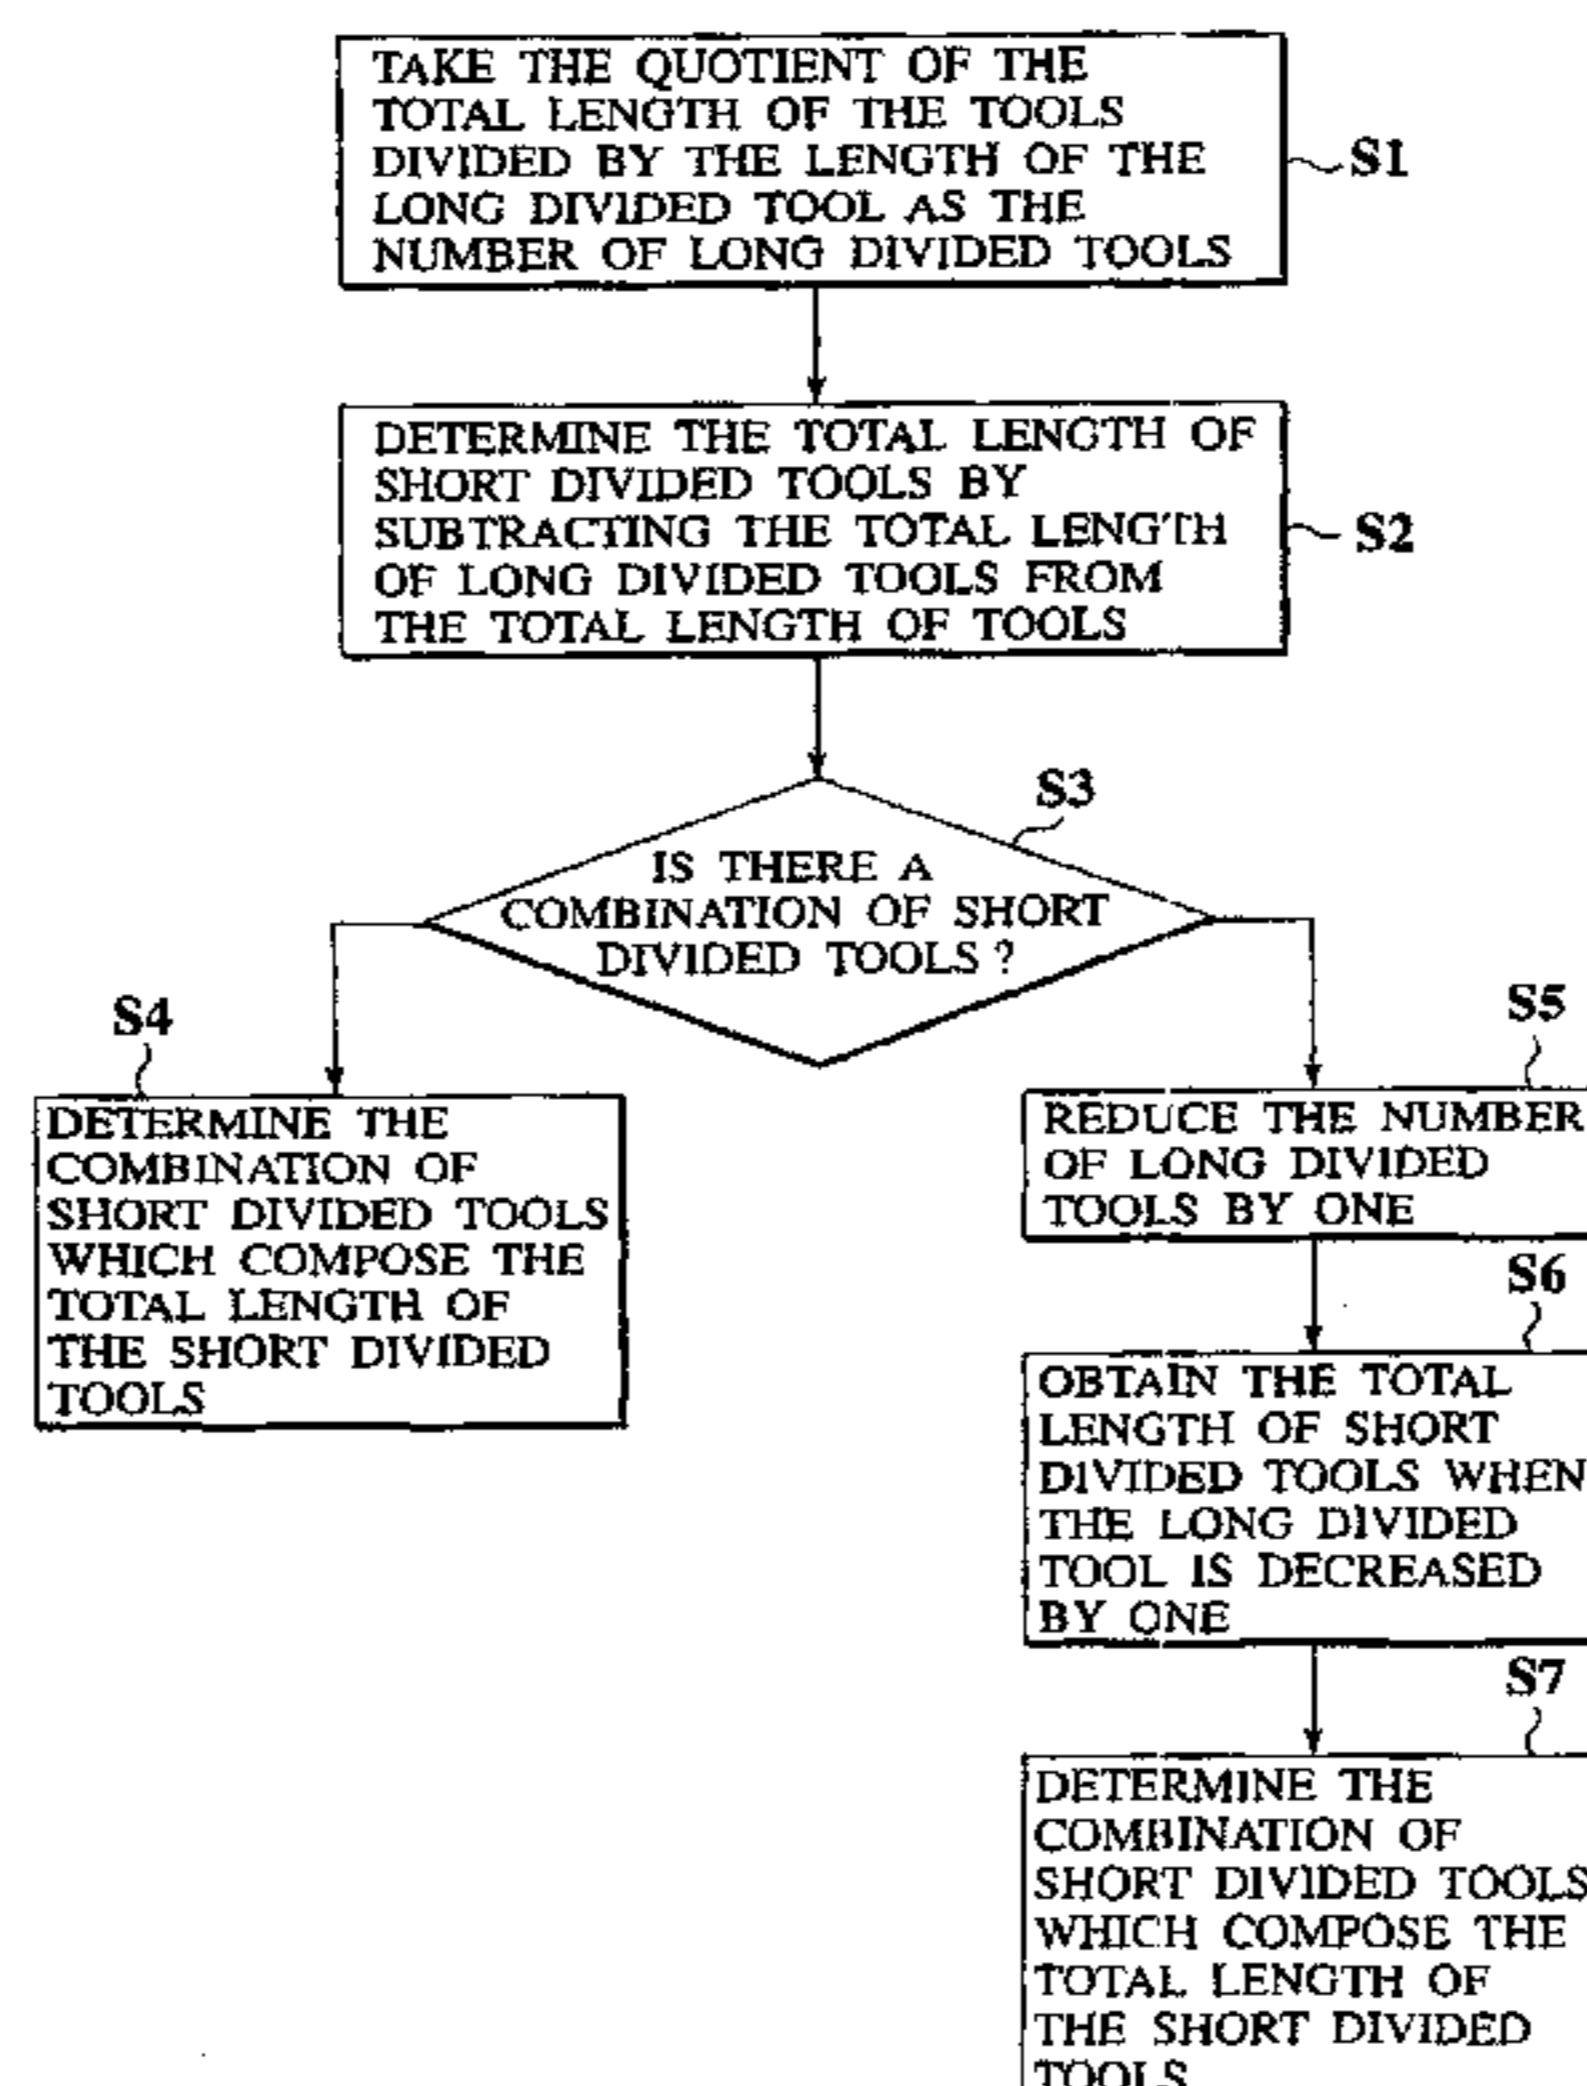 TAKE THE QUOTIENT OF THE
TOTAL LENGTH OF THE TOOLS
DIVIDED BY THE LENGTH OF THE
LONG DIVIDED TOOL AS THE
NUMBER OF LONG DIVIDED TOOLS
S1
DETERMINE THE TOTAL LENGTH OF
SHORT DIVIDED TOOLS BY
SUBTRACTING THE TOTAL LENGTH
OF LONG DIVIDED TOOLS FROM
THE TOTAL LENGTH OF TOOLS
S2
S3
IS THERE A
COMBINATION OF SHORT
DIVIDED TOOLS ?
S4
DETERMINE THE
COMBINATION OF
SHORT DIVIDED TOOLS
WHICH COMPOSE THE
TOTAL LENGTH OF
THE SHORT DIVIDED
TOOLS
S5
REDUCE THE NUMBER
OF LONG DIVIDED
TOOLS BY ONE
S6
OBTAIN THE TOTAL
LENGTH OF SHORT
DIVIDED TOOLS WHEN
THE LONG DIVIDED
TOOL IS DECREASED
BY ONE
S7
DETERMINE THE
COMBINATION OF
SHORT DIVIDED TOOLS
WHICH COMPOSE THE
TOTAL LENGTH OF
THE SHORT DIVIDED
TOOLS